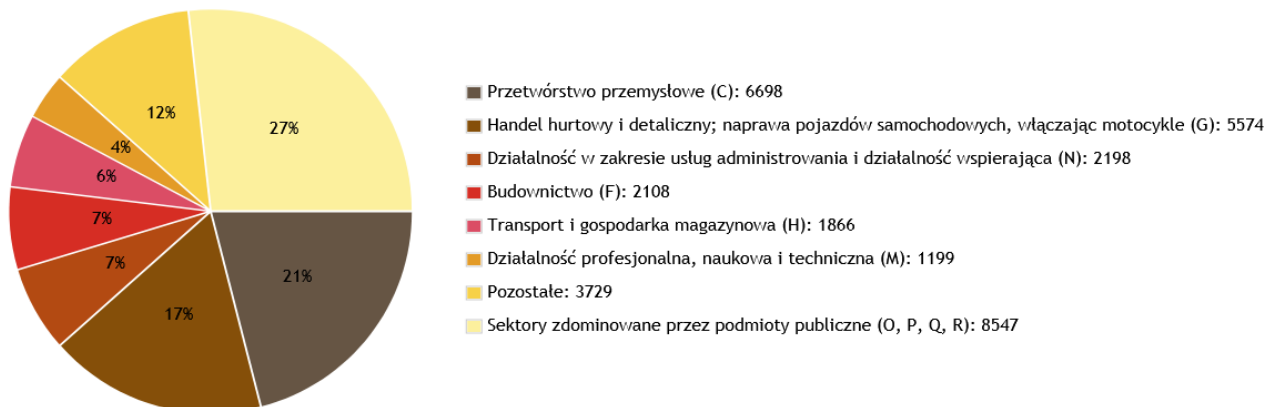 12%
27%
4%
6%
7%
7%
17%
21%
Przetwórstwo przemysłowe (C): 6698
Handel hurtowy i detaliczny; naprawa pojazdów samochodowych, włączając motocykle (G): 5574
Działalność w zakresie usług administrowania i działalność wspierająca (N): 2198
Budownictwo (F): 2108
Transport i gospodarka magazynowa (H): 1866
Działalność profesjonalna, naukowa i techniczna (M): 1199
Pozostałe: 3729
Sektory zdominowane przez podmioty publiczne (O, P, Q, R): 8547